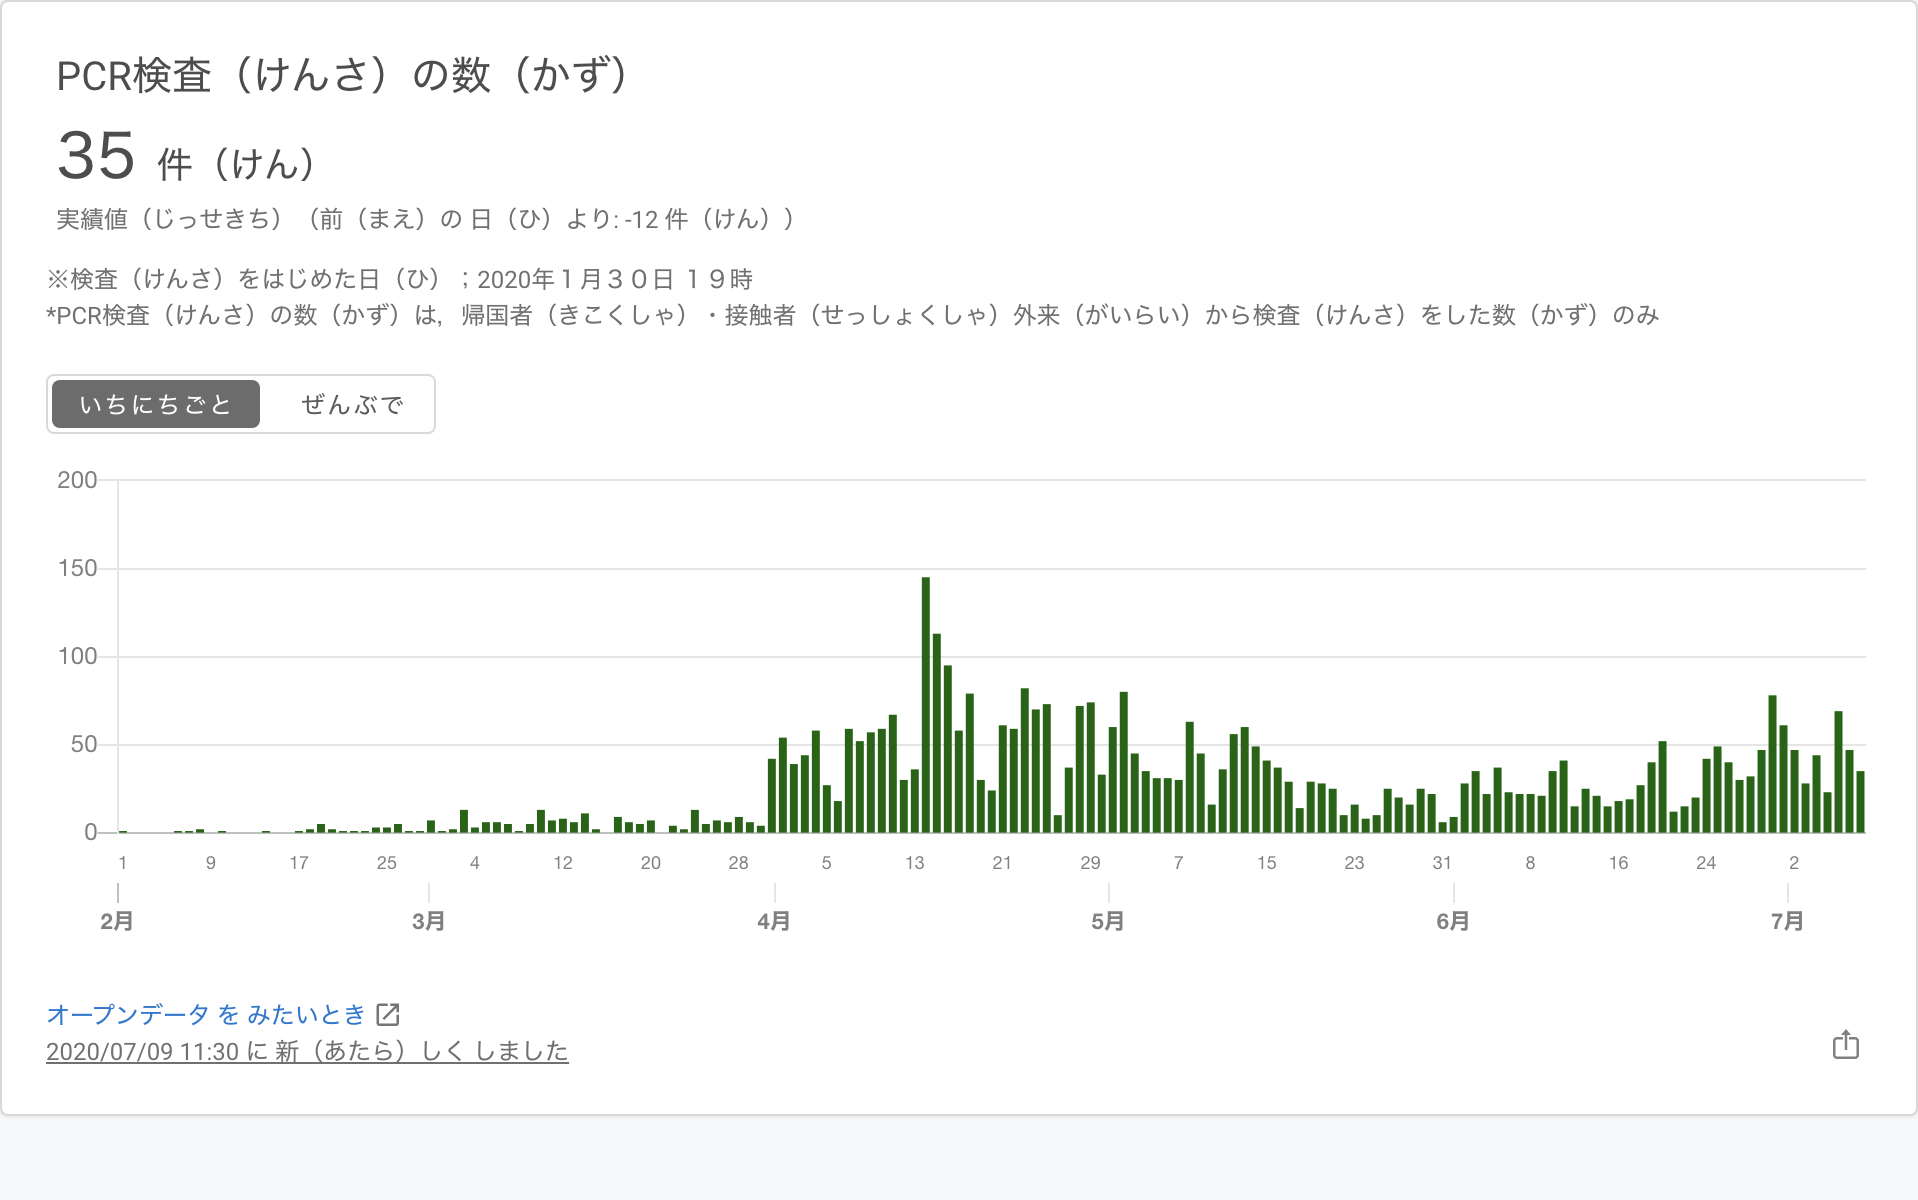 PCR検査（けんさ）の数（かず）
35 件（けん）
実績値（じっせきち）（前（まえ）の 日（ひ）より: -12 件（けん））
※検査（けんさ）をはじめた日（ひ）；2020年１月３０日 １９時
*PCR検査（けんさ）の数（かず）は，帰国者（きこくしゃ）・接触者（せっしょくしゃ）外来（がいらい）から検査（けんさ）をした数（かず）のみ
いちにちごと ぜんぶで
200
150
100
50
0
1 9 17 25 4 12 20 28 5 13 21 29 7 15 23 31 8 16 24 2
2月 3月 4月 5月 6月 7月
オープンデータ を みたいとき
2020/07/09 11:30 に 新（あたら）しく しました